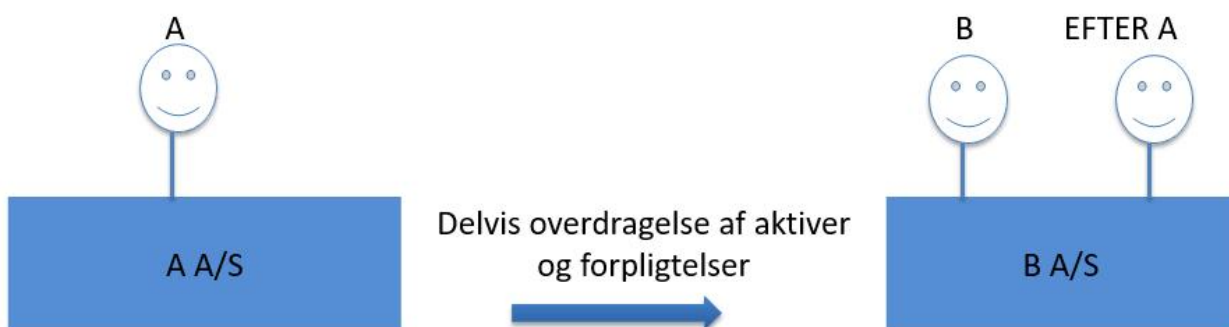 A
B
EFTER A
Delvis overdragelse af aktiver
og forpligtelser
A A/S
B A/S